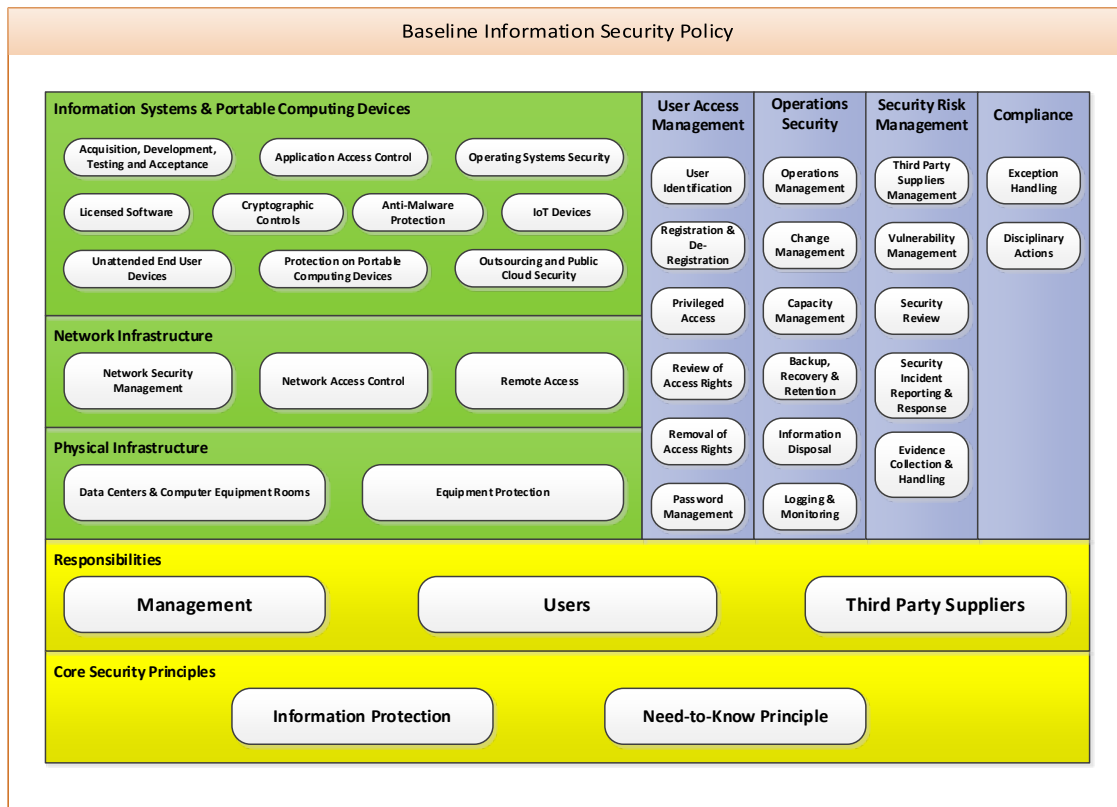 Baseline Information Security Policy
Information Systems & Portable Computing Devices
Acquisition, Development,
Testing and Acceptance
Application Access Control
Operating Systems Security
Licensed Software
Cryptographic
Controls
Anti-Malware
Protection
IoT Devices
Unattended End User
Devices
Protection on Portable
Computing Devices
Outsourcing and Public
Cloud Security
Network Infrastructure
Network Security
Management
Network Access Control
Remote Access
Physical Infrastructure
Data Centers & Computer Equipment Rooms
Equipment Protection
User Access
Management
User
Identification
Registration &
De-
Registration
Privileged
Access
Review of
Access Rights
Removal of
Access Rights
Password
Management
Operations
Security
Operations
Management
Change
Management
Capacity
Management
Backup,
Recovery &
Retention
Information
Disposal
Logging &
Monitoring
Security Risk
Management
Third Party
Suppliers
Management
Vulnerability
Management
Security
Review
Security
Incident
Reporting &
Response
Evidence
Collection &
Handling
Compliance
Exception
Handling
Disciplinary
Actions
Responsibilities
Management
Users
Third Party Suppliers
Core Security Principles
Information Protection
Need-to-Know Principle